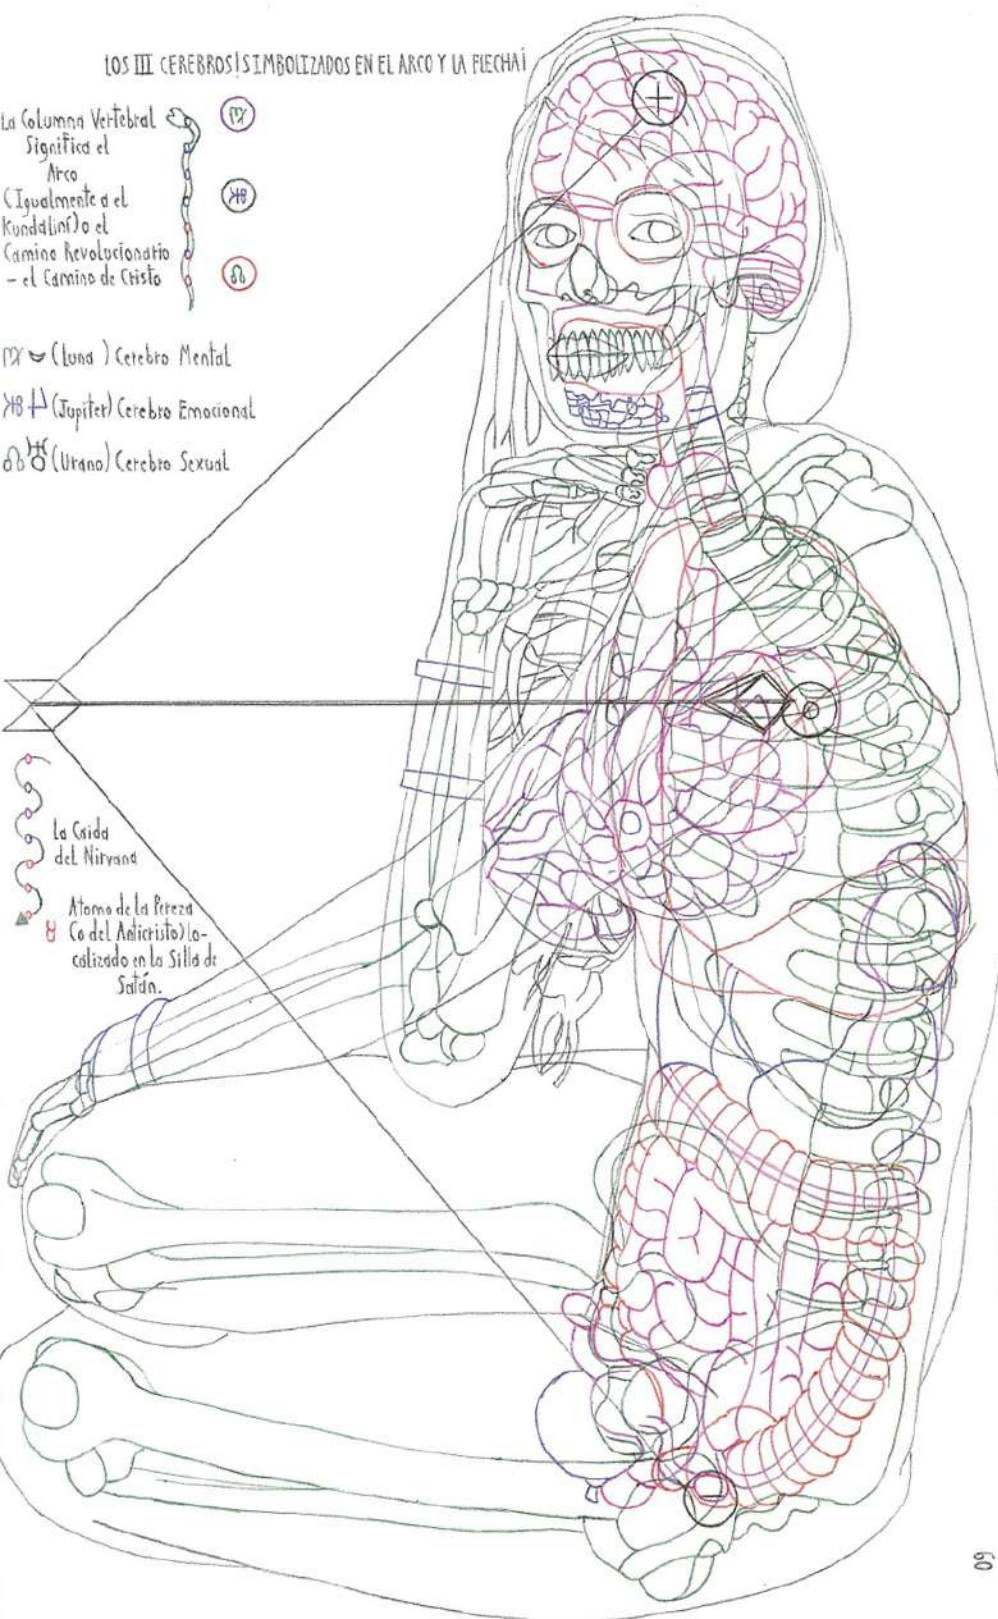 LOS III CEREBROS¡SIMBOLIZADOS EN EL ARCO Y LA FLECHA¡
La Columna Vertebral
Significa el
Arco
(Igualmente a el
Kundaliní) o el
Camino Revolucionario
- el Camino de Cristo
(Luna) Cerebro Mental
(Jupiter) Cerebro Emocional
(Urano) Cerebro Sexual
La Caida
del Nirvana
Atomo de la Pereza
(o del Anticristo) lo-
calizado en la Silla de
Satán.
60